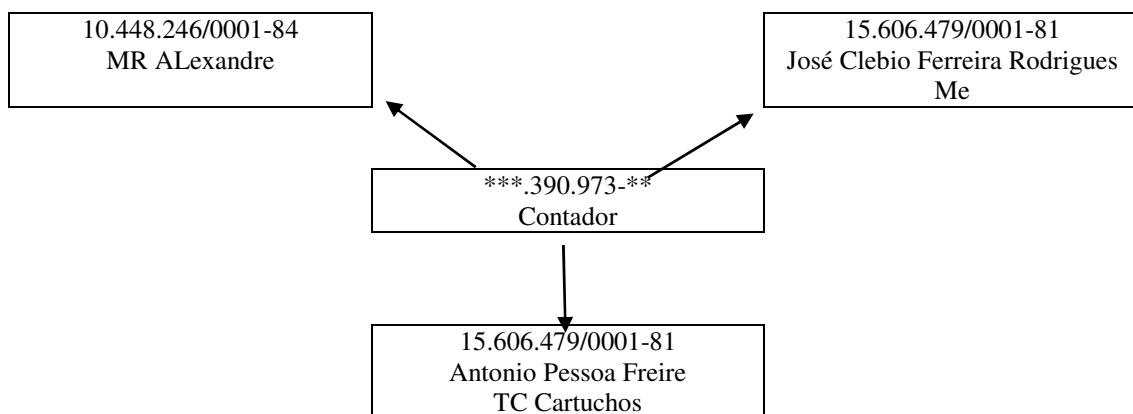 10.448.246/0001-84
MR ALexandre
15.606.479/0001-81
José Clebio Ferreira Rodrigues
Me
***.390.973-**
Contador
15.606.479/0001-81
Antonio Pessoa Freire
TC Cartuchos